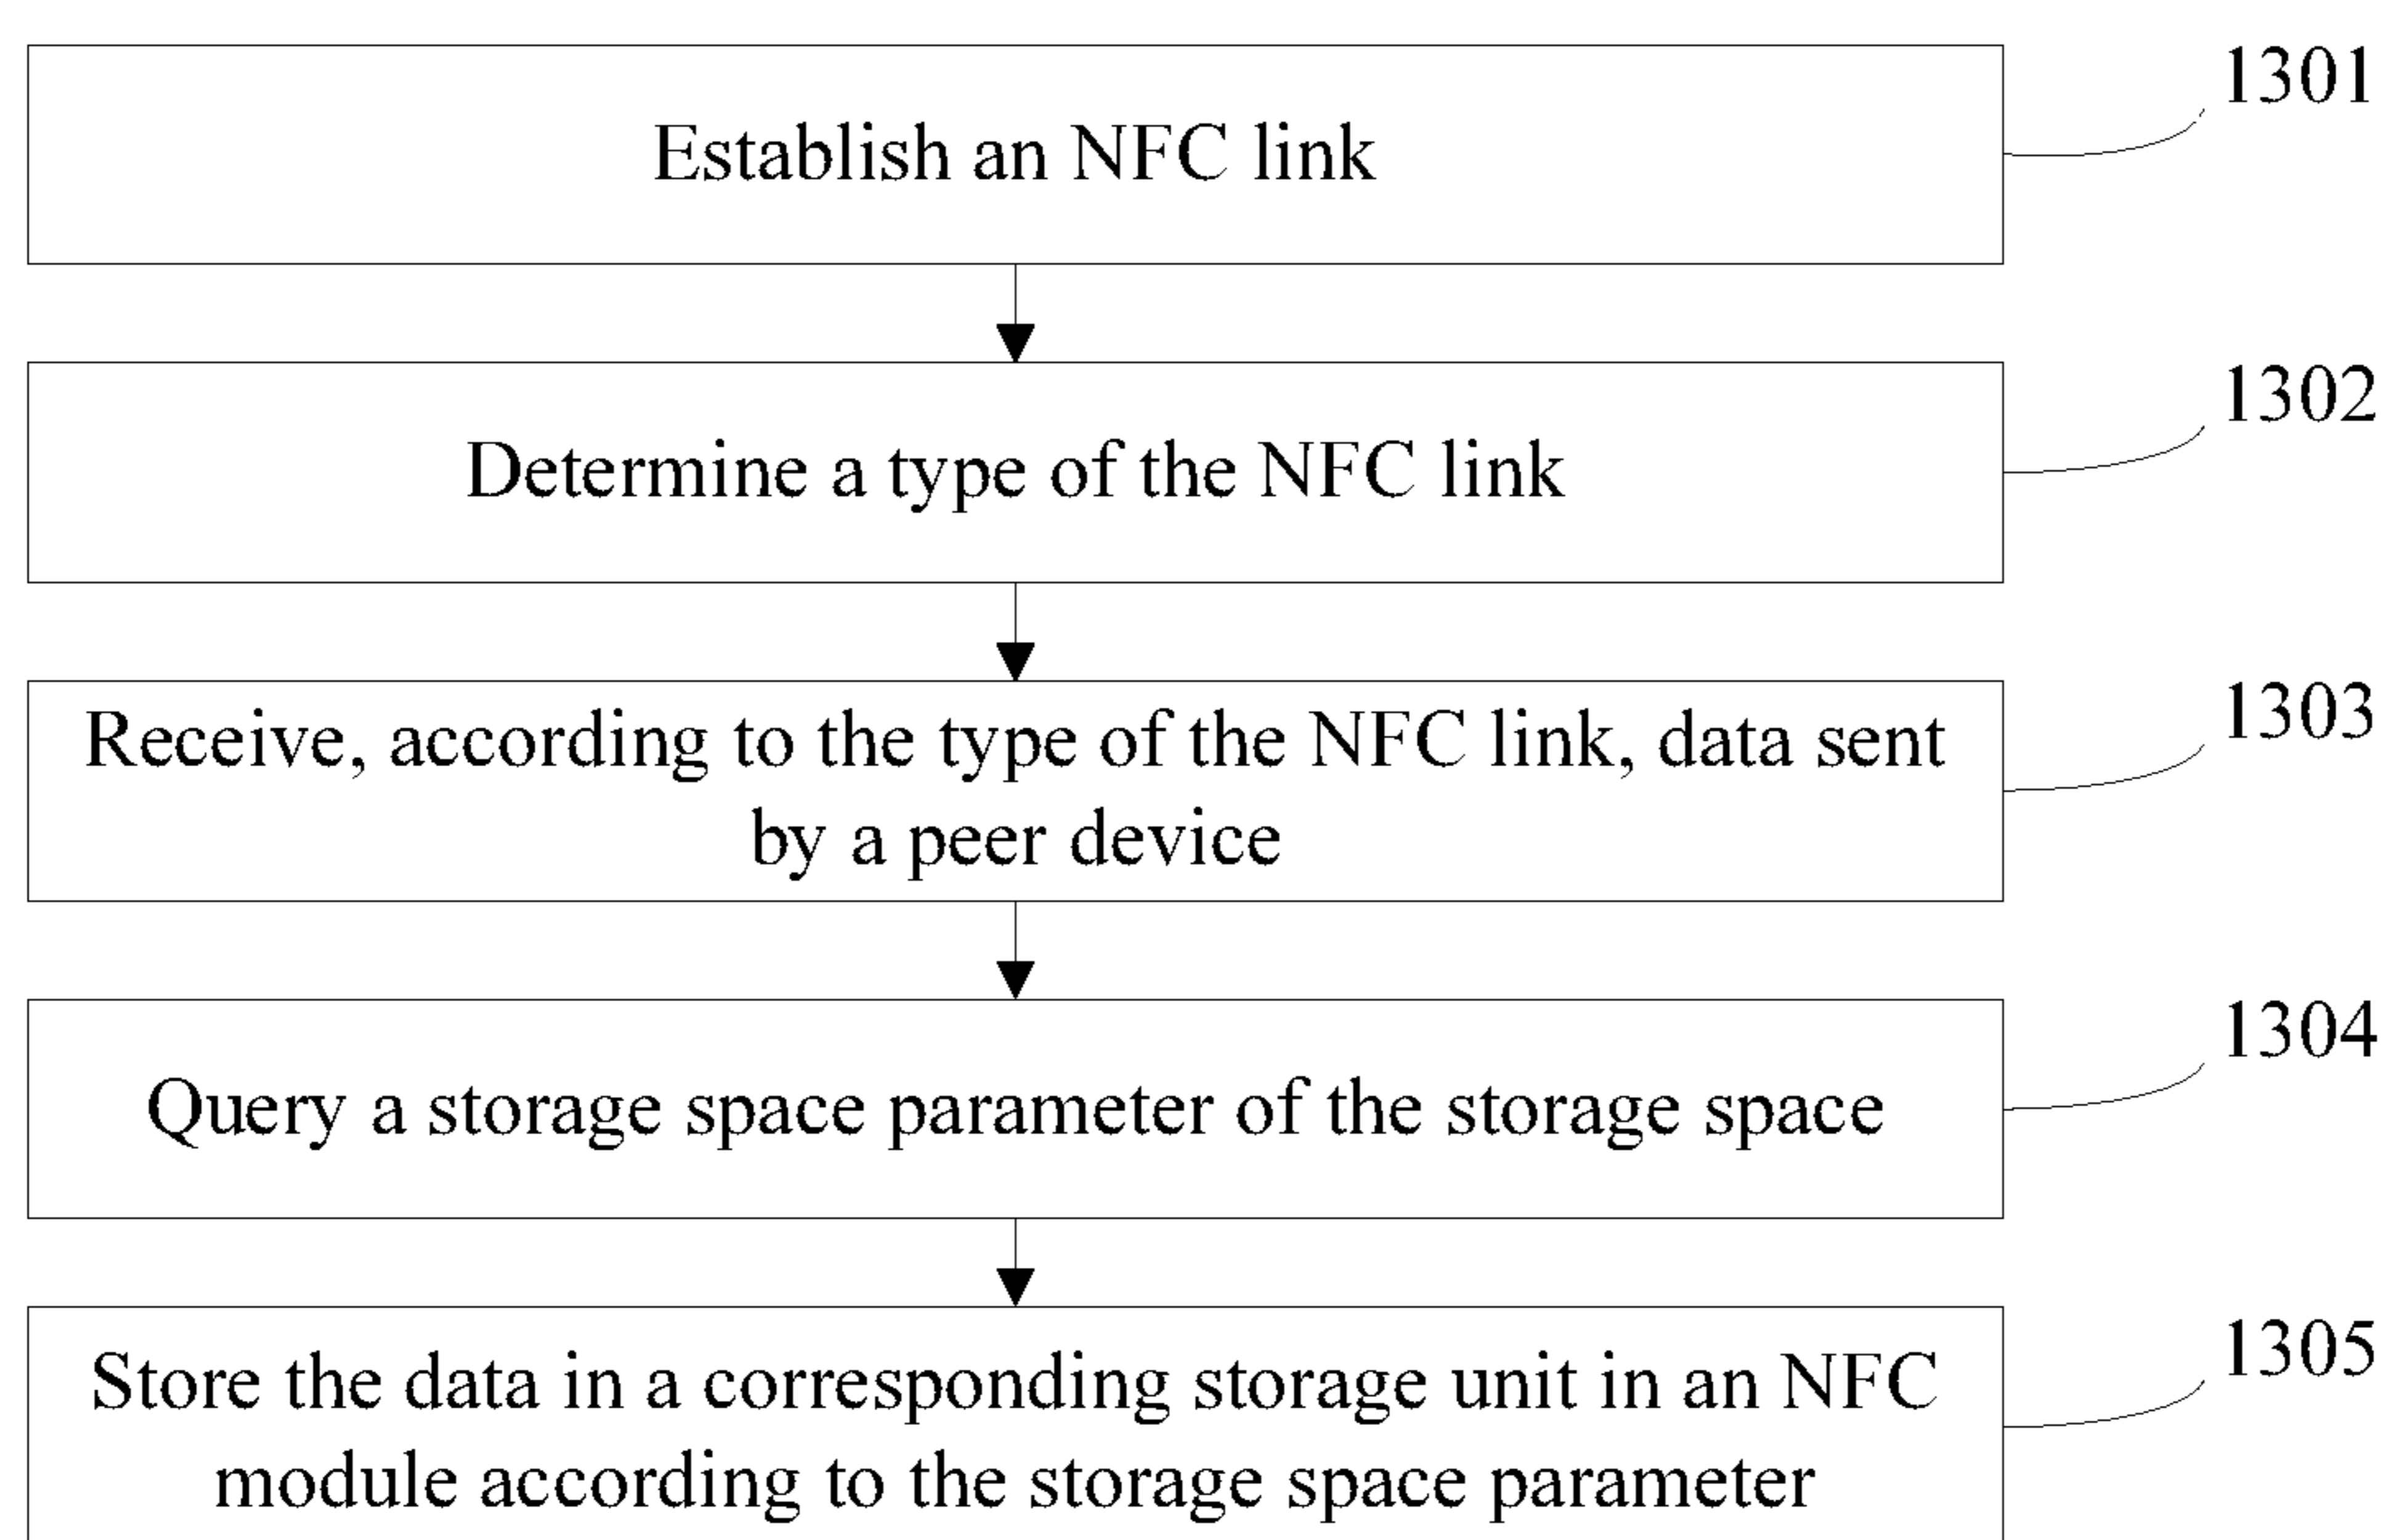 Establish an NFC link
1301
Determine a type of the NFC link
1302
Receive, according to the type of the NFC link, data sent
by a peer device
1303
Query a storage space parameter of the storage space
1304
Store the data in a corresponding storage unit in an NFC
module according to the storage space parameter
1305